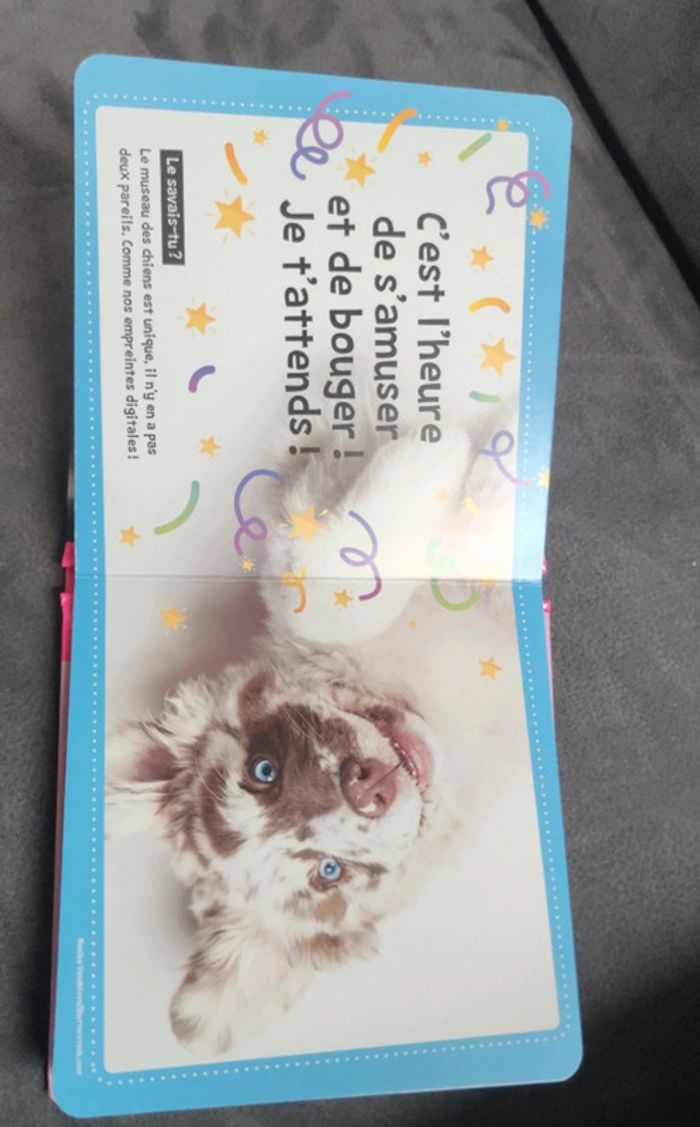 C'est l'heure
de s'amuser
et de bouger !
Je t'attends !
Le savais-tu ?
Le museau des chiens est unique, il n'y en a pas
deux pareils. Comme nos empreintes digitales !